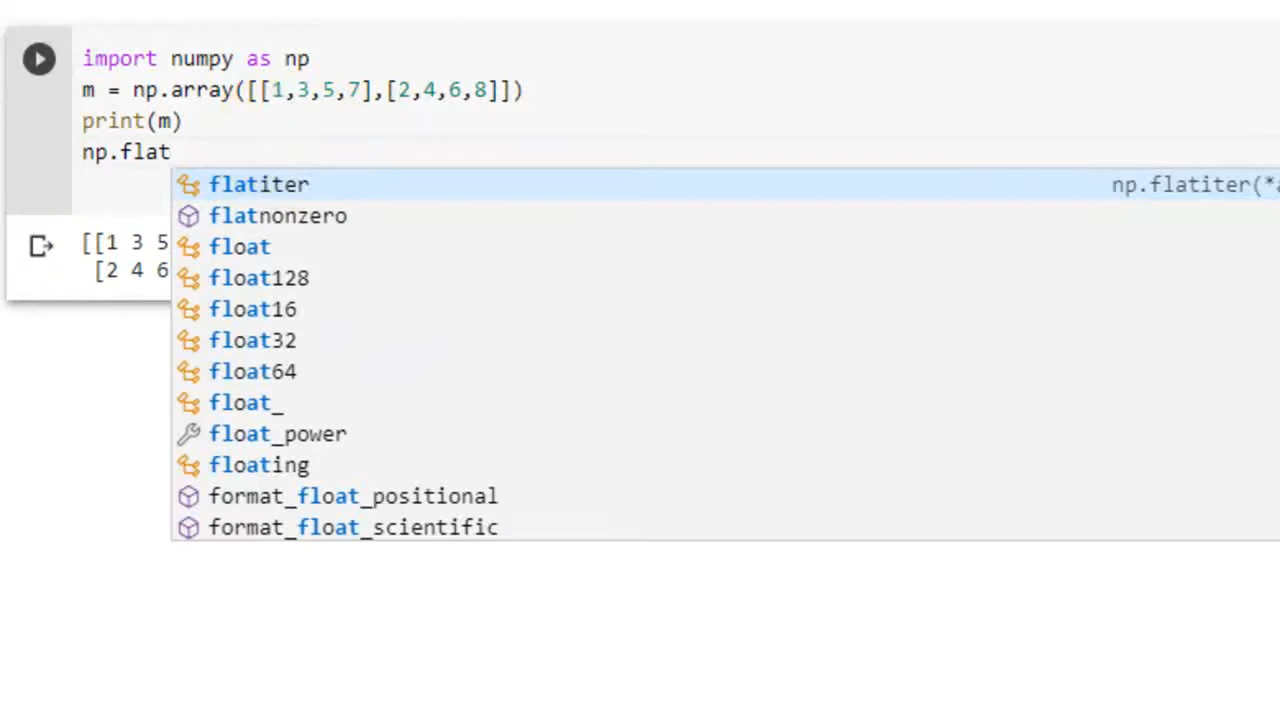 import numpy as np
m = np.array([[1,3,5,7],[2,4,6,8]])
print(m)
np.flat
flatiter np.flatiter(*a
flatnonzero
[[1 3 5
float
[2 4 6
float128
float16
float32
float64
float_
float_power
floating
format_float_positional
format_float_scientific